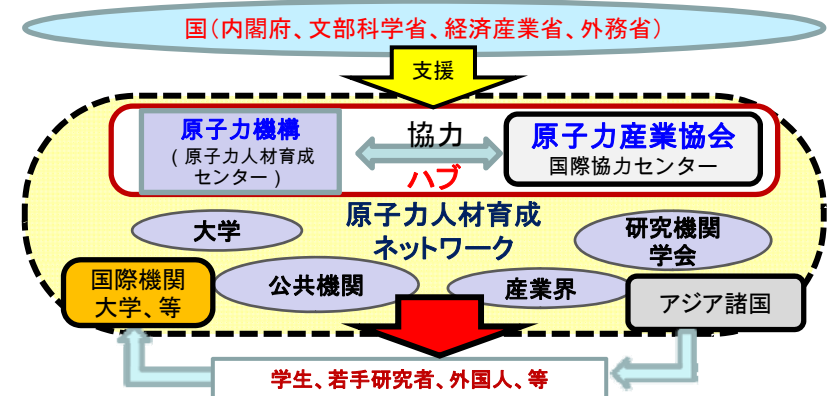 国(内閣府、文部科学省、経済産業省、外務省)
支援
原子力機構
(原子力人材育成
センター)
協力
ハブ
原子力産業協会
国際協力センター
原子力人材育成
ネットワーク
大学
研究機関
学会
国際機関
大学、等
公共機関
産業界
アジア諸国
学生、若手研究者、外国人、等